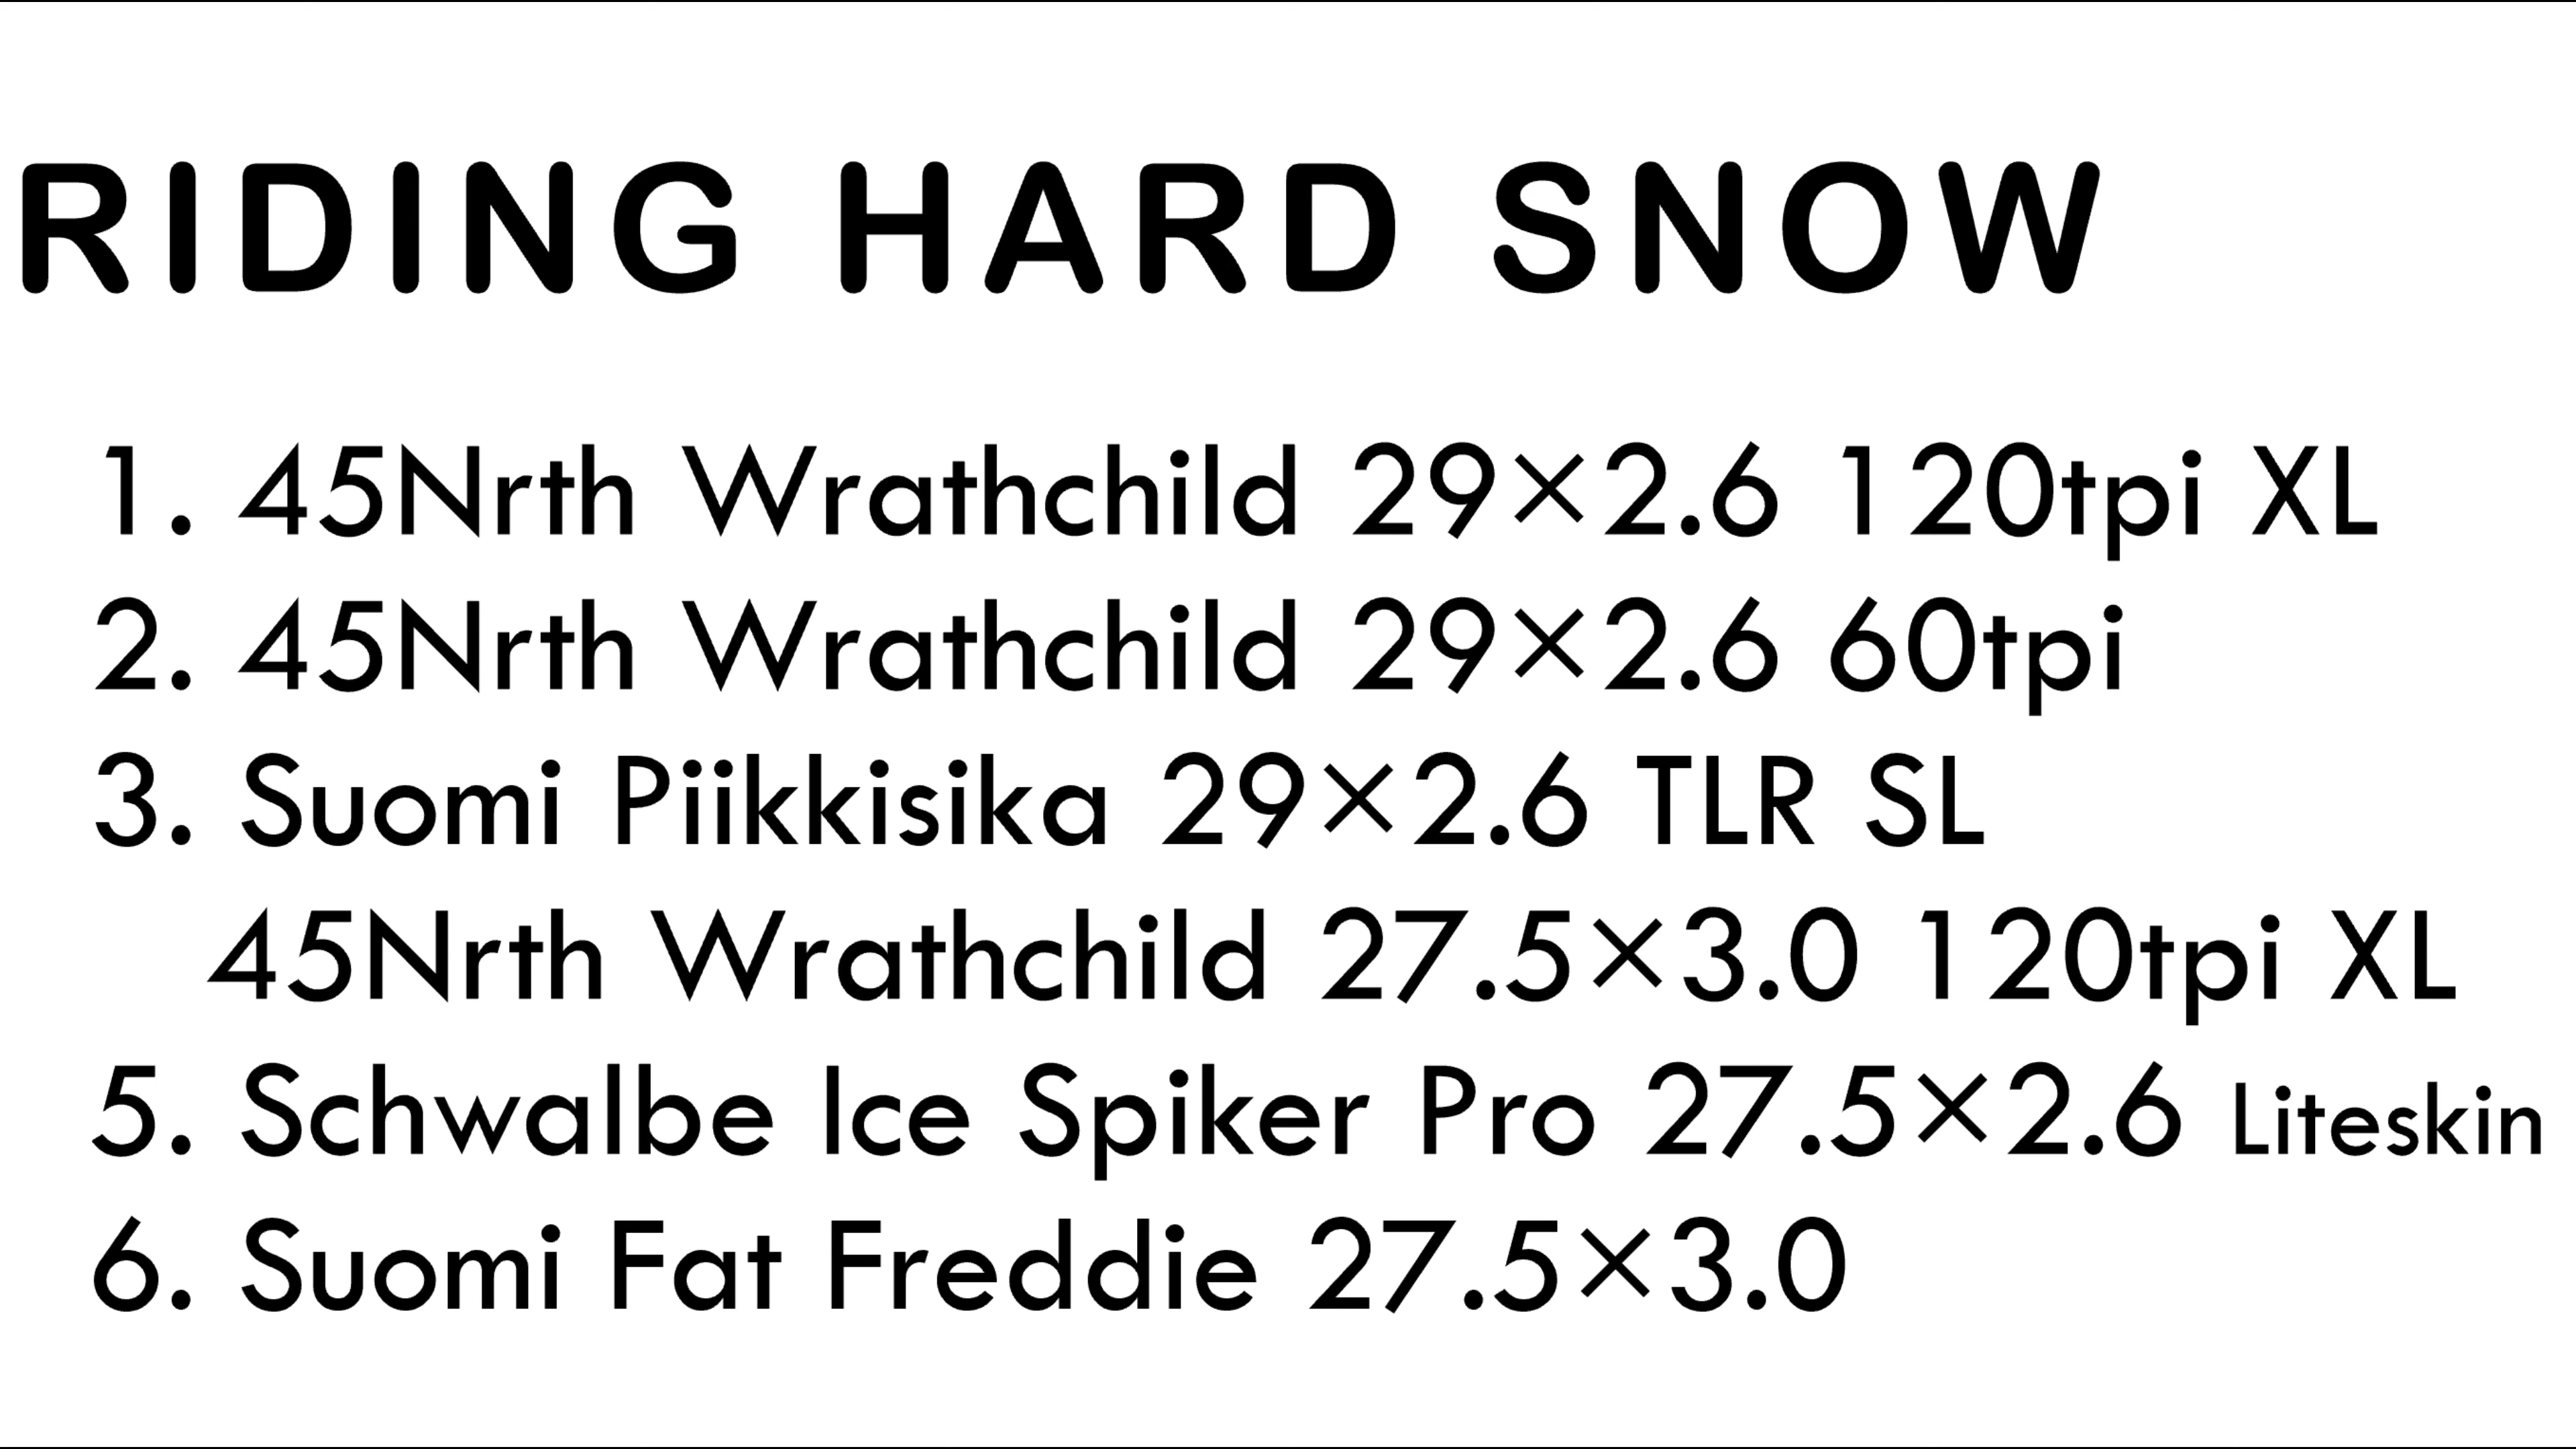 RIDING HARD SNOW
1. 45Nrth Wrathchild 29×2.6 120tpi XL
2. 45Nrth Wrathchild 29×2.6 60tpi
3. Suomi Piikkisika 29×2.6 TLR SL
45Nrth Wrathchild 27.5×3.0 120tpi XL
5. Schwalbe Ice Spiker Pro 27.5×2.6 Liteskin
6. Suomi Fat Freddie 27.5×3.0